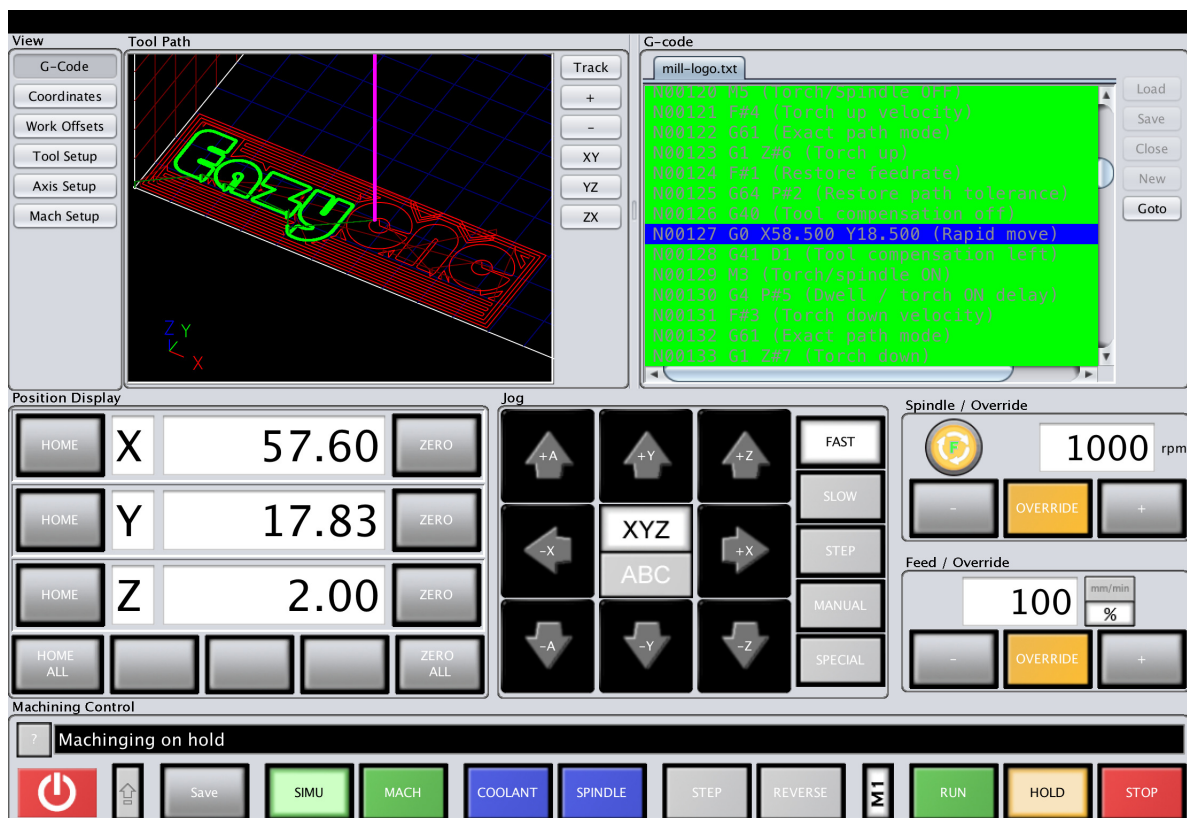 View
G-Code
Coordinates
Work Offsets
Tool Setup
Axis Setup
Mach Setup
Tool Path
Eazy cnc
Z Y
X
Track
+
-
XY
YZ
ZX
G-code
mill-logo.txt
N00120 M5 (Torch/spindle OFF)
N00121 F#4 (Torch up velocity)
N00122 G61 (Exact path mode)
N00123 G1 Z#6 (Torch up)
N00124 F#1 (Restore feedrate)
N00125 G64 P#2 (Restore path tolerance)
N00126 G40 (Tool compensation off)
N00127 G0 X58.500 Y18.500 (Rapid move)
N00128 G41 D1 (Tool compensation left)
N00129 M3 (Torch/spindle ON)
N00130 G4 P#5 (Dwell / torch ON delay)
N00131 F#3 (Torch down velocity)
N00132 G61 (Exact path mode)
N00133 G1 Z#7 (Torch down)
Load
Save
Close
New
Goto
Position Display
HOME X 57.60 ZERO
HOME Y 17.83 ZERO
HOME Z 2.00 ZERO
HOME ALL
ZERO ALL
Jog
+A +Y +Z
-X XYZ +X
ABC
-A -Y -Z
FAST
SLOW
STEP
MANUAL
SPECIAL
Spindle / Override
F 1000 rpm
- OVERRIDE +
Feed / Override
100 mm/min
%
- OVERRIDE +
Machining Control
? Machinging on hold
Save SIMU MACH COOLANT SPINDLE STEP REVERSE M1 RUN HOLD STOP